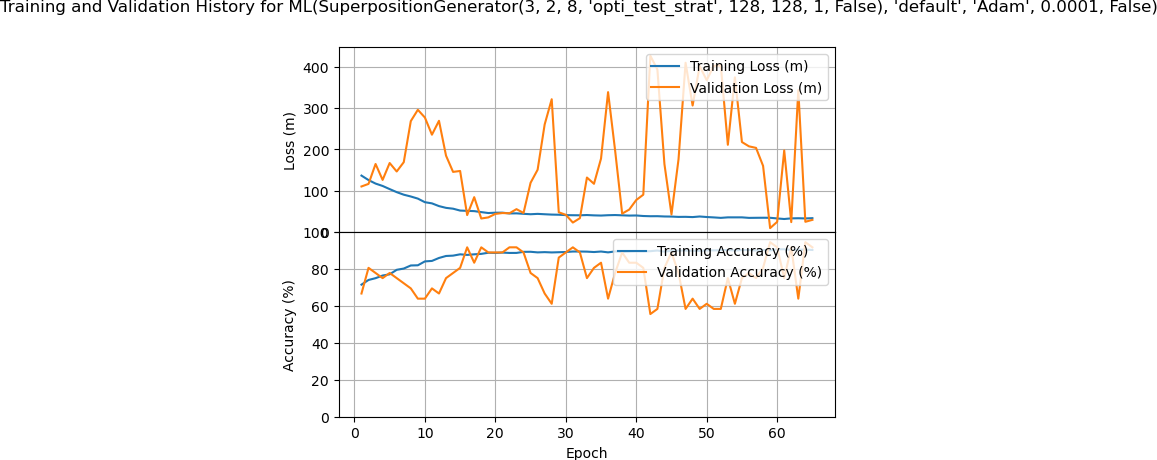 Training and Validation History for ML(SuperpositionGenerator(3, 2, 8, 'opti_test_strat', 128, 128, 1, False), 'default', 'Adam', 0.0001, False)
400
300
200
100
0
Loss (m)
Training Loss (m)
Validation Loss (m)
100
80
60
40
20
0
Accuracy (%)
Training Accuracy (%)
Validation Accuracy (%)
0 10 20 30 40 50 60
Epoch